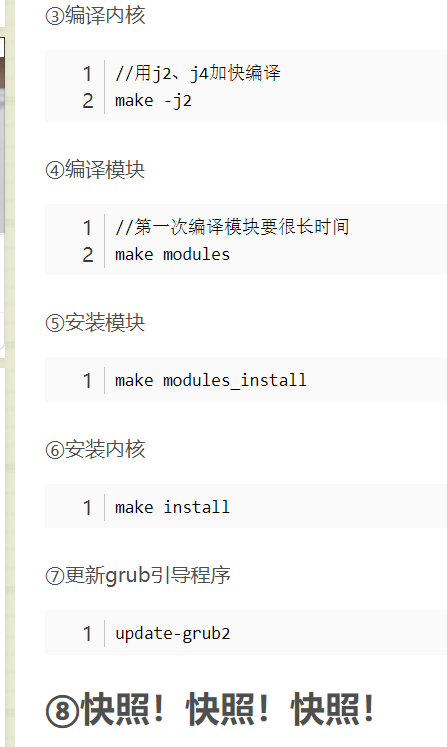 ③编译内核
1 //用j2、j4加快编译
2 make -j2
④编译模块
1 //第一次编译模块要很长时间
2 make modules
⑤安装模块
1 make modules_install
⑥安装内核
1 make install
⑦更新grub引导程序
1 update-grub2
⑧快照！快照！快照！